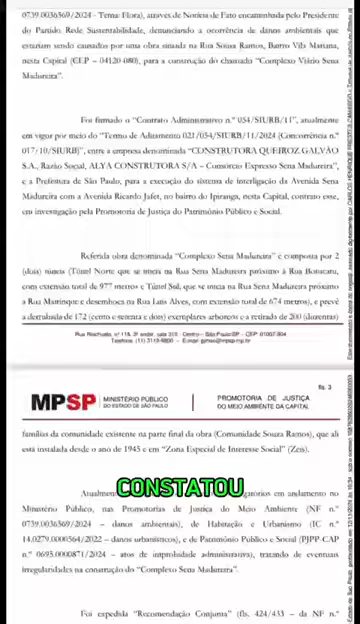 0739.0036569/2024 - Tema: Flora), através de Notícia de Fato encaminhada pelo Presidente
do Partido Rede Sustentabilidade, denunciando a ocorrência de danos ambientais que
estariam sendo causados por uma obra situada na Rua Sousa Ramos, Bairro Vila Mariana,
nesta Capital (CEP – 04120-080), para a construção do chamado “Complexo Viário Sena
Madureira”.
Foi firmado o “Contrato Administrativo n.º 054/SIURB/11”, atualmente
em vigor por meio do “Termo de Aditamento 021/054/SIURB/11/2024 (Concorrência n.º
017/10/SIURB)”, entre a empresa denominada “CONSTRUTORA QUEIROZ GALVÃO
S.A., Razão Social, ALYA CONSTRUTORA S/A – Consórcio Expresso Sena Madureira”,
e a Prefeitura de São Paulo, para a execução do sistema de interligação da Avenida Sena
Madureira com a Avenida Ricardo Jafet, no bairro do Ipiranga, nesta Capital, contrato esse,
em investigação pela Promotoria de Justiça do Patrimônio Público e Social.
Referida obra denominada “Complexo Sena Madureira” é composta por 2
(dois) túneis (Túnel Norte que se inicia na Rua Sena Madureira próximo à Rua Botucatu,
com extensão total de 977 metros e Túnel Sul, que se inicia na Rua Sena Madureira próximo
a Rua Mairinque e desemboca na Rua Luis Alves, com extensão total de 674 metros), e prevê
a derrubada de 172 (cento e setenta e dois) exemplares arbóreos e a retirada de 200 (duzentas)
Rua Riachuelo, nº 115, 3º andar, sala 313 - Centro – São Paulo/SP – CEP: 01007-904
fls. 3
MPSP MINISTÉRIO PÚBLICO
DO ESTADO DE SÃO PAULO
PROMOTORIA DE JUSTIÇA
DO MEIO AMBIENTE DA CAPITAL
famílias da comunidade existente na parte final da obra (Comunidade Souza Ramos), que ali
está instalada desde o ano de 1945 e em “Zona Especial de Interesse Social” (Zeis).
CONSTATOU
em andamento no
Ministério Público, nas Promotorias de Justiça do Meio Ambiente (NF n.º
0739.0036569/2024 – danos ambientais), de Habitação e Urbanismo (IC n.º
14.0279.0000564/2022 – danos urbanísticos), e de Patrimônio Público e Social (PJPP-CAP
n.º 0695.0000871/2024 – atos de improbidade administrativa), tratando de eventuais
irregularidades na construção do “Complexo Sena Madureira”.
Foi expedida “Recomendação Conjunta” (fls. 424/433 – da NF n.º